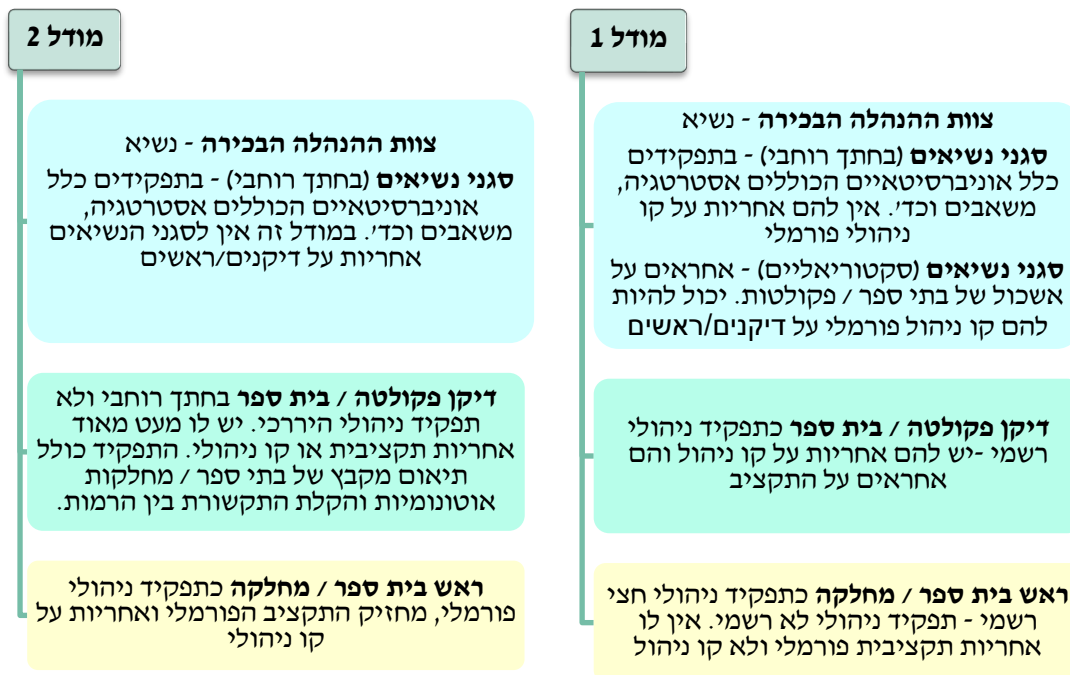 מודל 1
צוות ההנהלה הבכירה - נשיא
סגני נשיאים (בחתך רוחבי) - בתפקידים
כלל אוניברסיטאיים הכוללים אסטרטגיה,
משאבים וכד'. אין להם אחריות על קו
ניהולי פורמלי
סגני נשיאים (סקטוריאליים) - אחראים על
אשכול של בתי ספר / פקולטות. יכול להיות
להם קו ניהול פורמלי על דיקנים/ראשים
דיקן פקולטה / בית ספר כתפקיד ניהולי
רשמי -יש להם אחריות על קו ניהול והם
אחראים על התקציב
ראש בית ספר / מחלקה כתפקיד ניהולי חצי
רשמי - תפקיד ניהולי לא רשמי. אין לו
אחריות תקציבית פורמלי ולא קו ניהול
מודל 2
צוות ההנהלה הבכירה - נשיא
סגני נשיאים (בחתך רוחבי) - בתפקידים כלל
אוניברסיטאיים הכוללים אסטרטגיה,
משאבים וכד'. במודל זה אין לסגני הנשיאים
אחריות על דיקנים/ראשים
דיקן פקולטה / בית ספר בחתך רוחבי ולא
תפקיד ניהולי היררכי. יש לו מעט מאוד
אחריות תקציבית או קו ניהולי. התפקיד כולל
תיאום מקבץ של בתי ספר / מחלקות
אוטונומיות והקלת התקשורת בין הרמות.
ראש בית ספר / מחלקה כתפקיד ניהולי
פורמלי, מחזיק התקציב הפורמלי ואחריות על
קו ניהולי